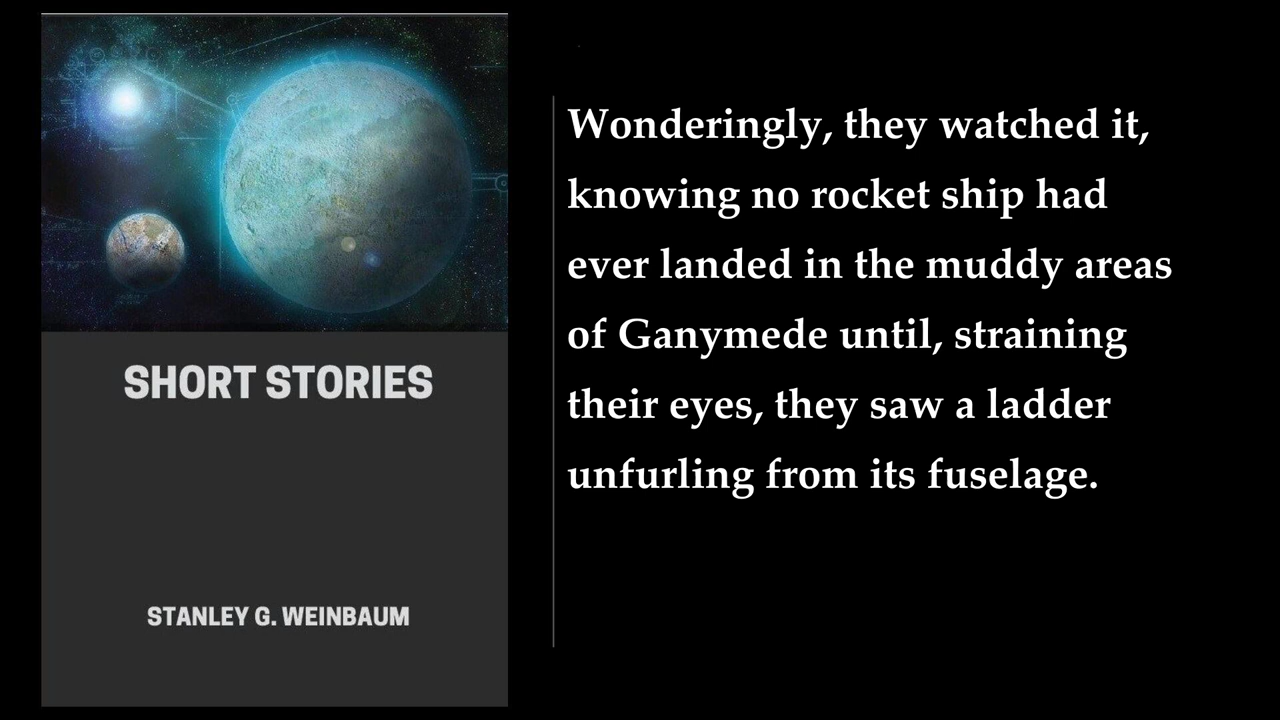 SHORT STORIES
STANLEY G. WEINBAUM
Wonderingly, they watched it,
knowing no rocket ship had
ever landed in the muddy areas
of Ganymede until, straining
their eyes, they saw a ladder
unfurling from its fuselage.